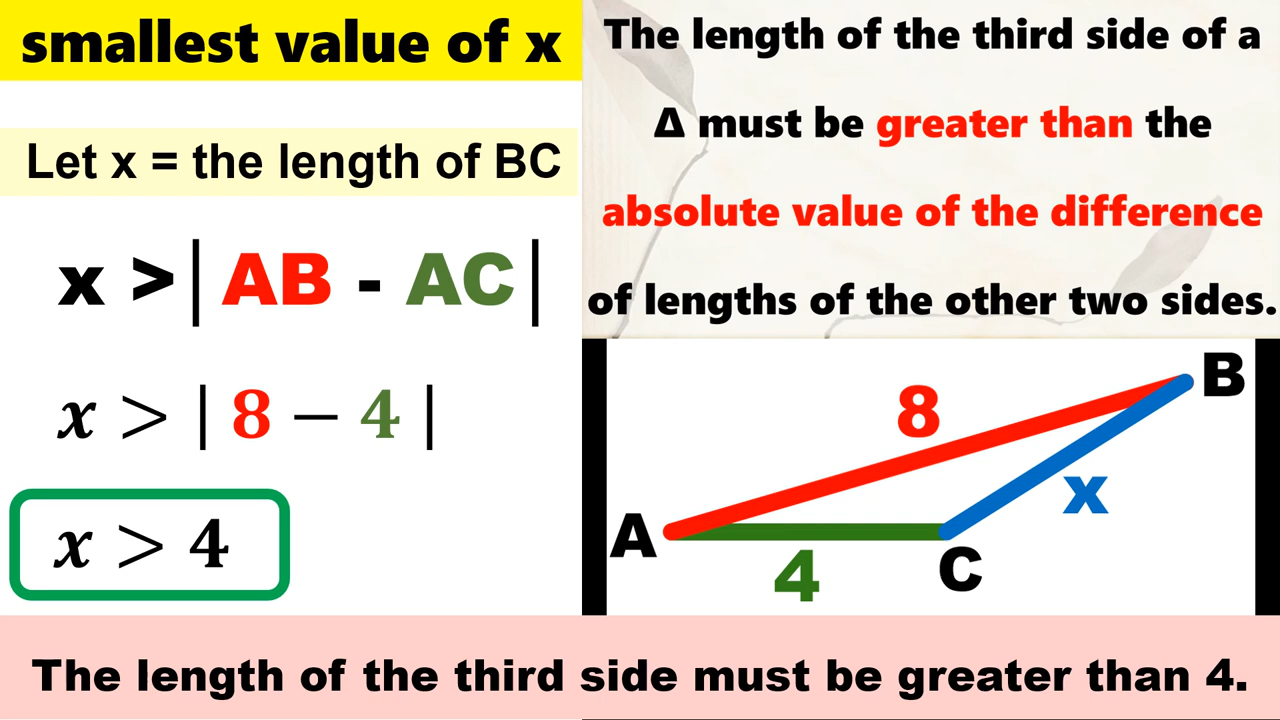 smallest value of x
Let x = the length of BC
x >| AB - AC|
x > | 8 − 4 |
x > 4
The length of the third side of a
Δ must be greater than the
absolute value of the difference
of lengths of the other two sides.
B
8
x
A
4
C
The length of the third side must be greater than 4.